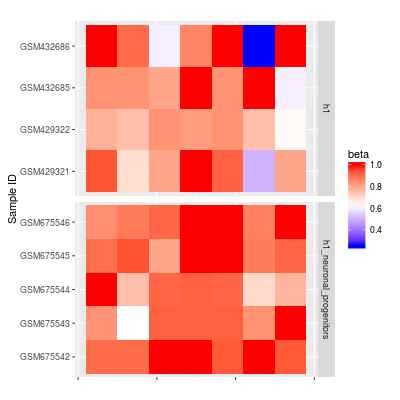 GSM432686
GSM432685
GSM429322
GSM429321
h1
GSM675546
GSM675545
GSM675544
GSM675543
GSM675542
h1_neuronal_progenitors
Sample ID
beta
1.0
0.8
0.6
0.4